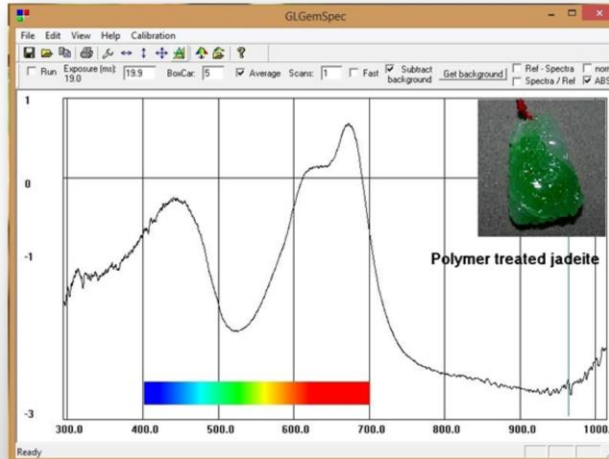 GLGemSpec
File Edit View Help Calibration
Run Exposure (ms): 19.9 BoxCar: 5 Average Scans: 1 Fast Subtract background Get background Ref - Spectra
19.0 Spectra / Ref ABS
1
0
-1
Polymer treated jadeite
-3
300.0 400.0 500.0 600.0 700.0 800.0 900.0 1000.0
Ready